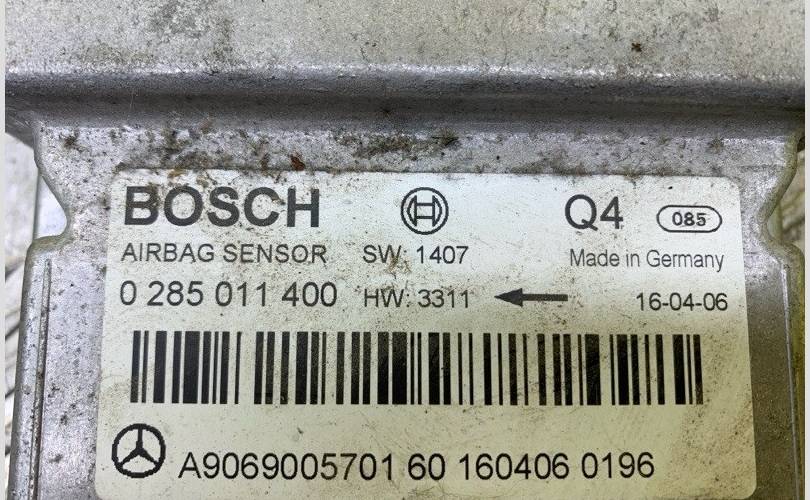 BOSCH Q4 085
AIRBAG SENSOR SW: 1407 Made in Germany
0 285 011 400 HW: 3311 16-04-06
A9069005701 60 160406 0196